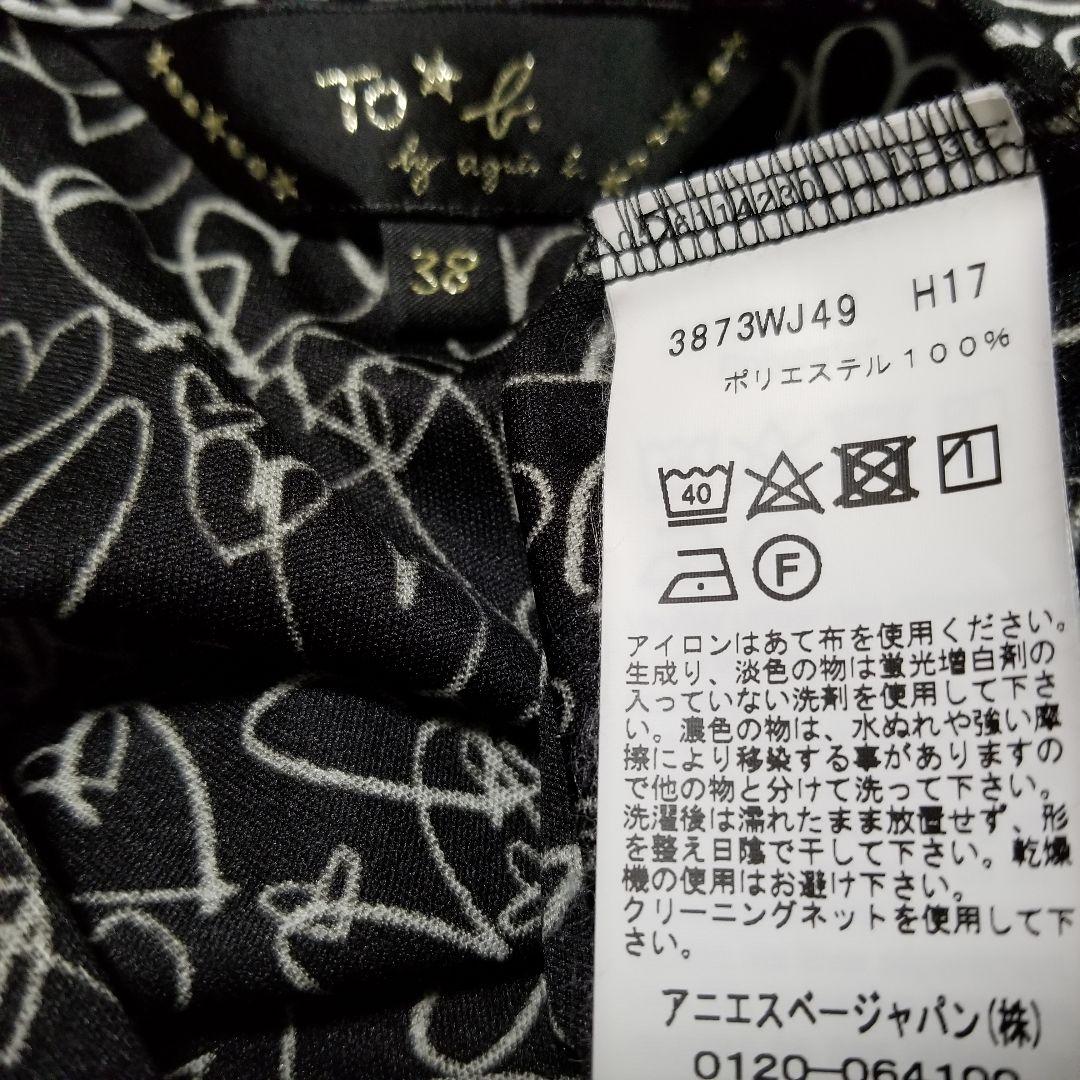 TO★b.
by agnès b.
38
3873WJ49 H17
ポリエステル100%
40
1
F
アイロンはあて布を使用ください。
生成り、淡色の物は蛍光増白剤の
入っていない洗剤を使用して下さ
い。濃色の物は、水ぬれや強い摩
擦により移染する事がありますの
で他の物と分けて洗って下さい。
洗濯後は濡れたまま放置せず、形
を整え日陰で干して下さい。乾燥
機の使用はお避け下さい。
クリーニングネットを使用して下
さい。
アニエスベージャパン(株)